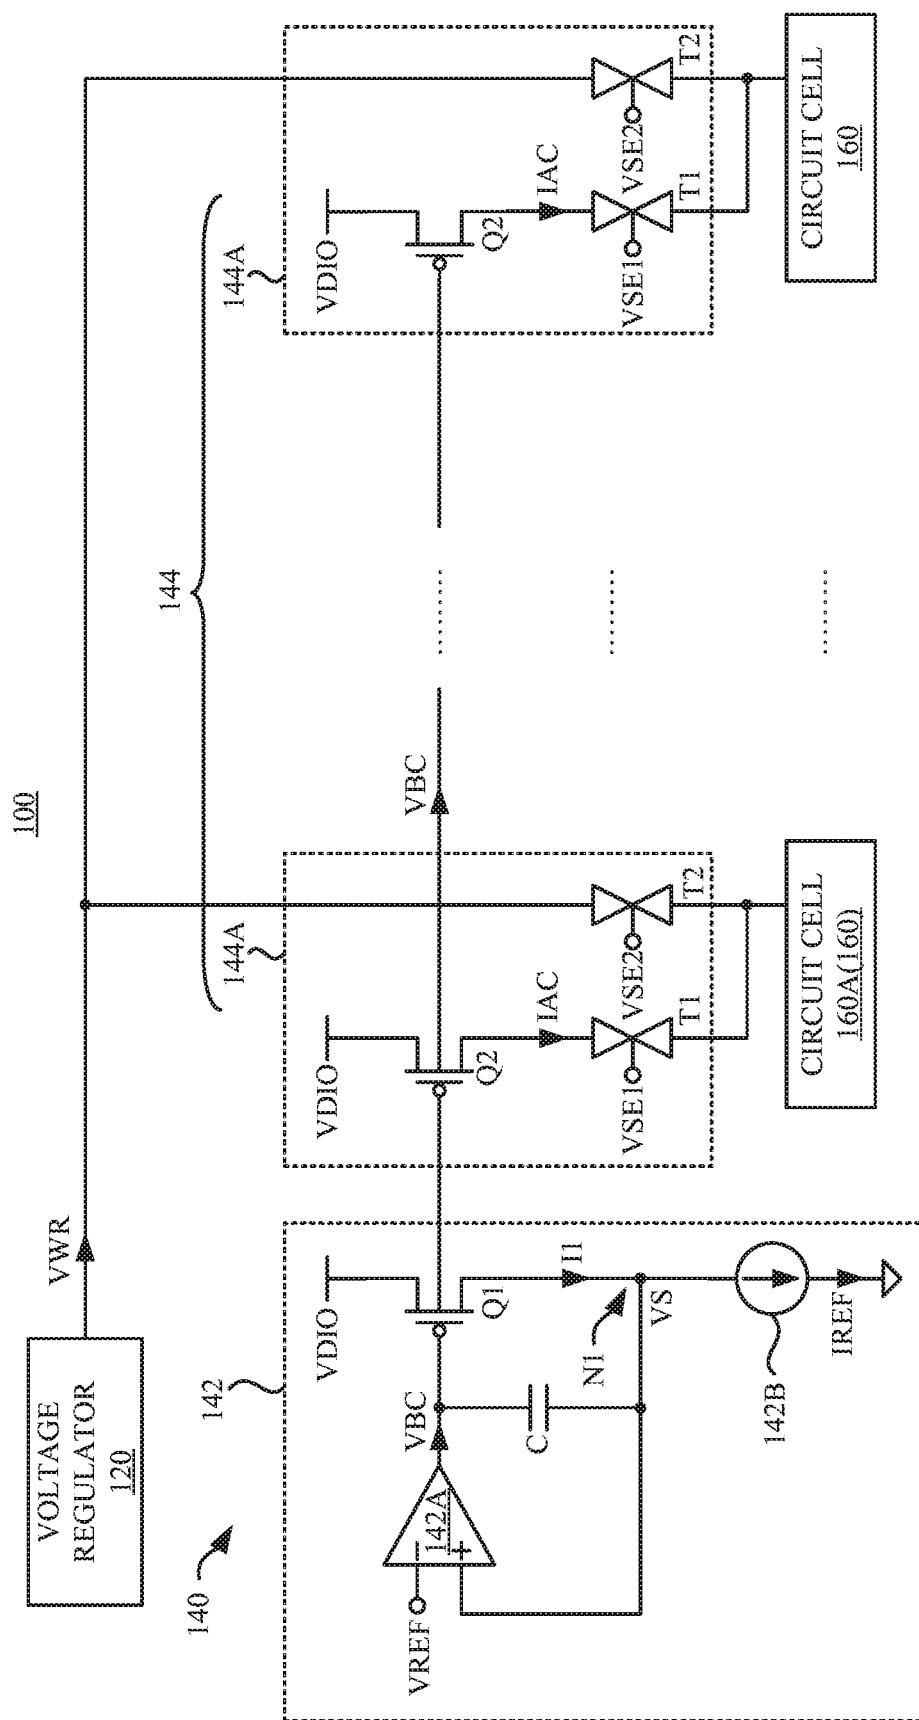 100
VOLTAGE
REGULATOR
120
VWR
140
144
142
144A
144A
VDIO
VDIO
VDIO
VREF
142A
−
+
VBC
VBC
Q1
Q2
Q2
C
I1
IAC
IAC
N1
VS
VSE1
T1
VSE2
T2
VSE1
T1
VSE2
T2
142B
IREF
CIRCUIT CELL
160A(160)
CIRCUIT CELL
160